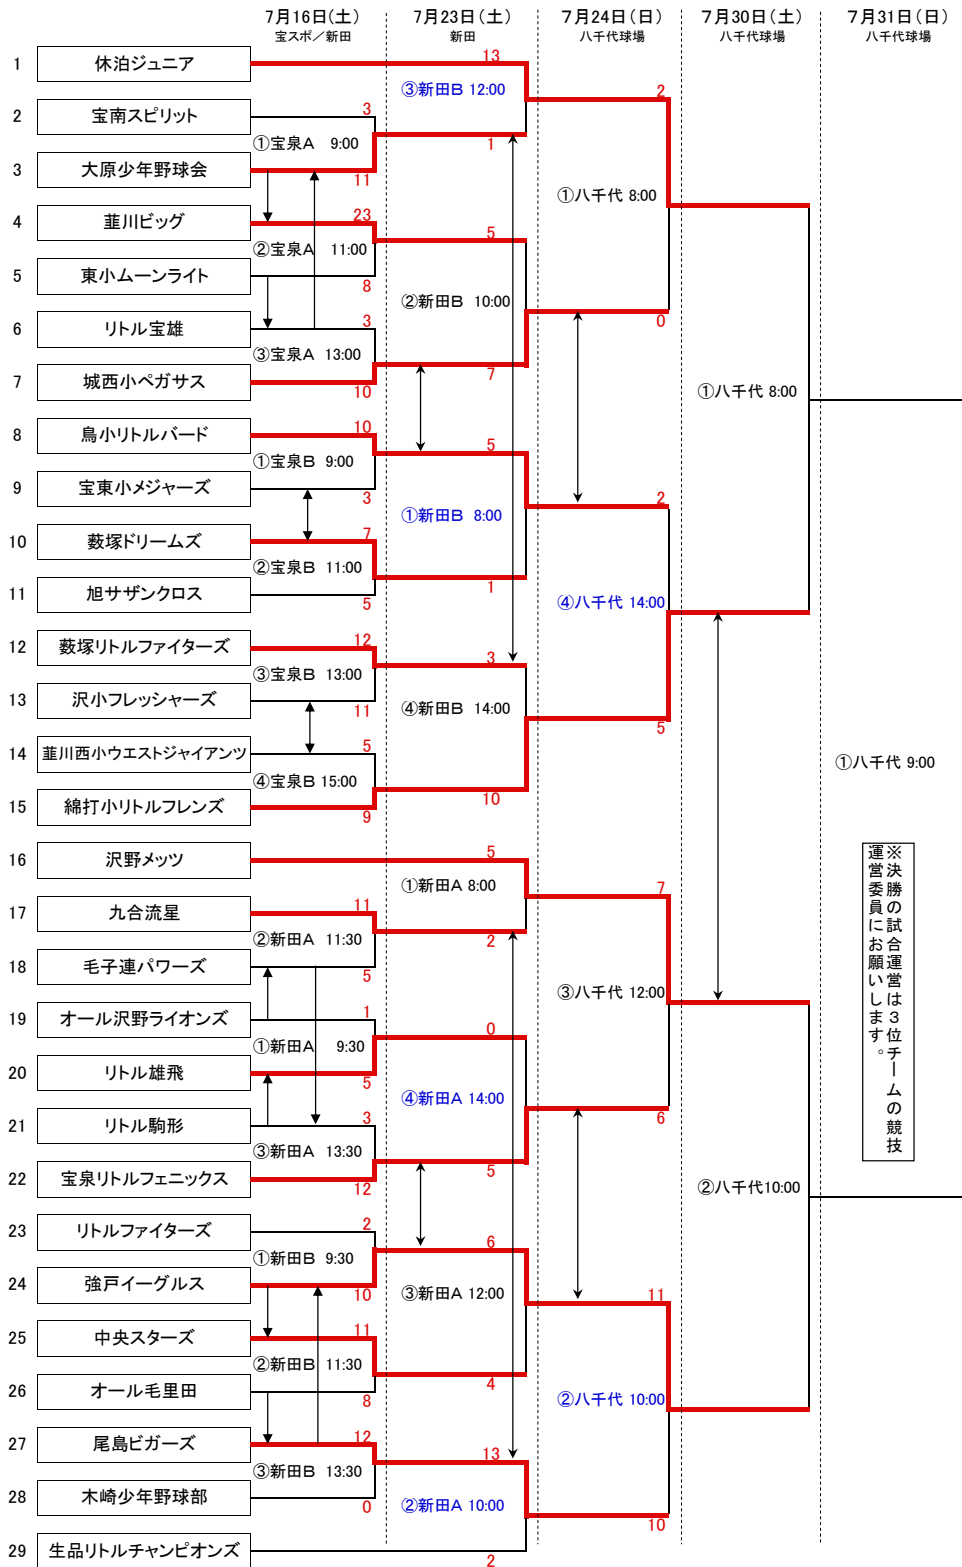 7月16日(土) 7月23日(土) 7月24日(日) 7月30日(土) 7月31日(日)
宝スポ/新田 新田 八千代球場 八千代球場 八千代球場
1 休泊ジュニア 13
③新田B 12:00 2
2 宝南スピリット 3
①宝泉A 9:00 1
3 大原少年野球会 11
①八千代 8:00
4 韮川ビッグ 23 5
②宝泉A 11:00
5 東小ムーンライト 8
②新田B 10:00
6 リトル宝雄 3 0
③宝泉A 13:00 7
7 城西小ペガサス 10
①八千代 8:00
8 鳥小リトルバード 10 5
①宝泉B 9:00
9 宝東小メジャーズ 3 2
①新田B 8:00
10 薮塚ドリームズ 7
②宝泉B 11:00 1
11 旭サザンクロス 5
④八千代 14:00
12 薮塚リトルファイターズ 12 3
③宝泉B 13:00
13 沢小フレッシャーズ 11
④新田B 14:00 5
14 韮川西小ウエストジャイアンツ 5
①八千代 9:00
④宝泉B 15:00 10
15 綿打小リトルフレンズ 9
16 沢野メッツ 5
①新田A 8:00 7
17 九合流星 11
②新田A 11:30 2
18 毛子連パワーズ 5
③八千代 12:00
※決勝の試合運営は3位チームの競技
運営委員にお願いします。
19 オール沢野ライオンズ 1 0
①新田A 9:30
20 リトル雄飛 5
④新田A 14:00
21 リトル駒形 3 6
③新田A 13:30 5
22 宝泉リトルフェニックス 12
②八千代10:00
23 リトルファイターズ 2 6
①新田B 9:30
24 強戸イーグルス 10 11
③新田A 12:00
25 中央スターズ 11
②新田B 11:30 4
26 オール毛里田 8
②八千代 10:00
27 尾島ビガーズ 12 13
③新田B 13:30
28 木崎少年野球部 0
②新田A 10:00 10
29 生品リトルチャンピオンズ 2